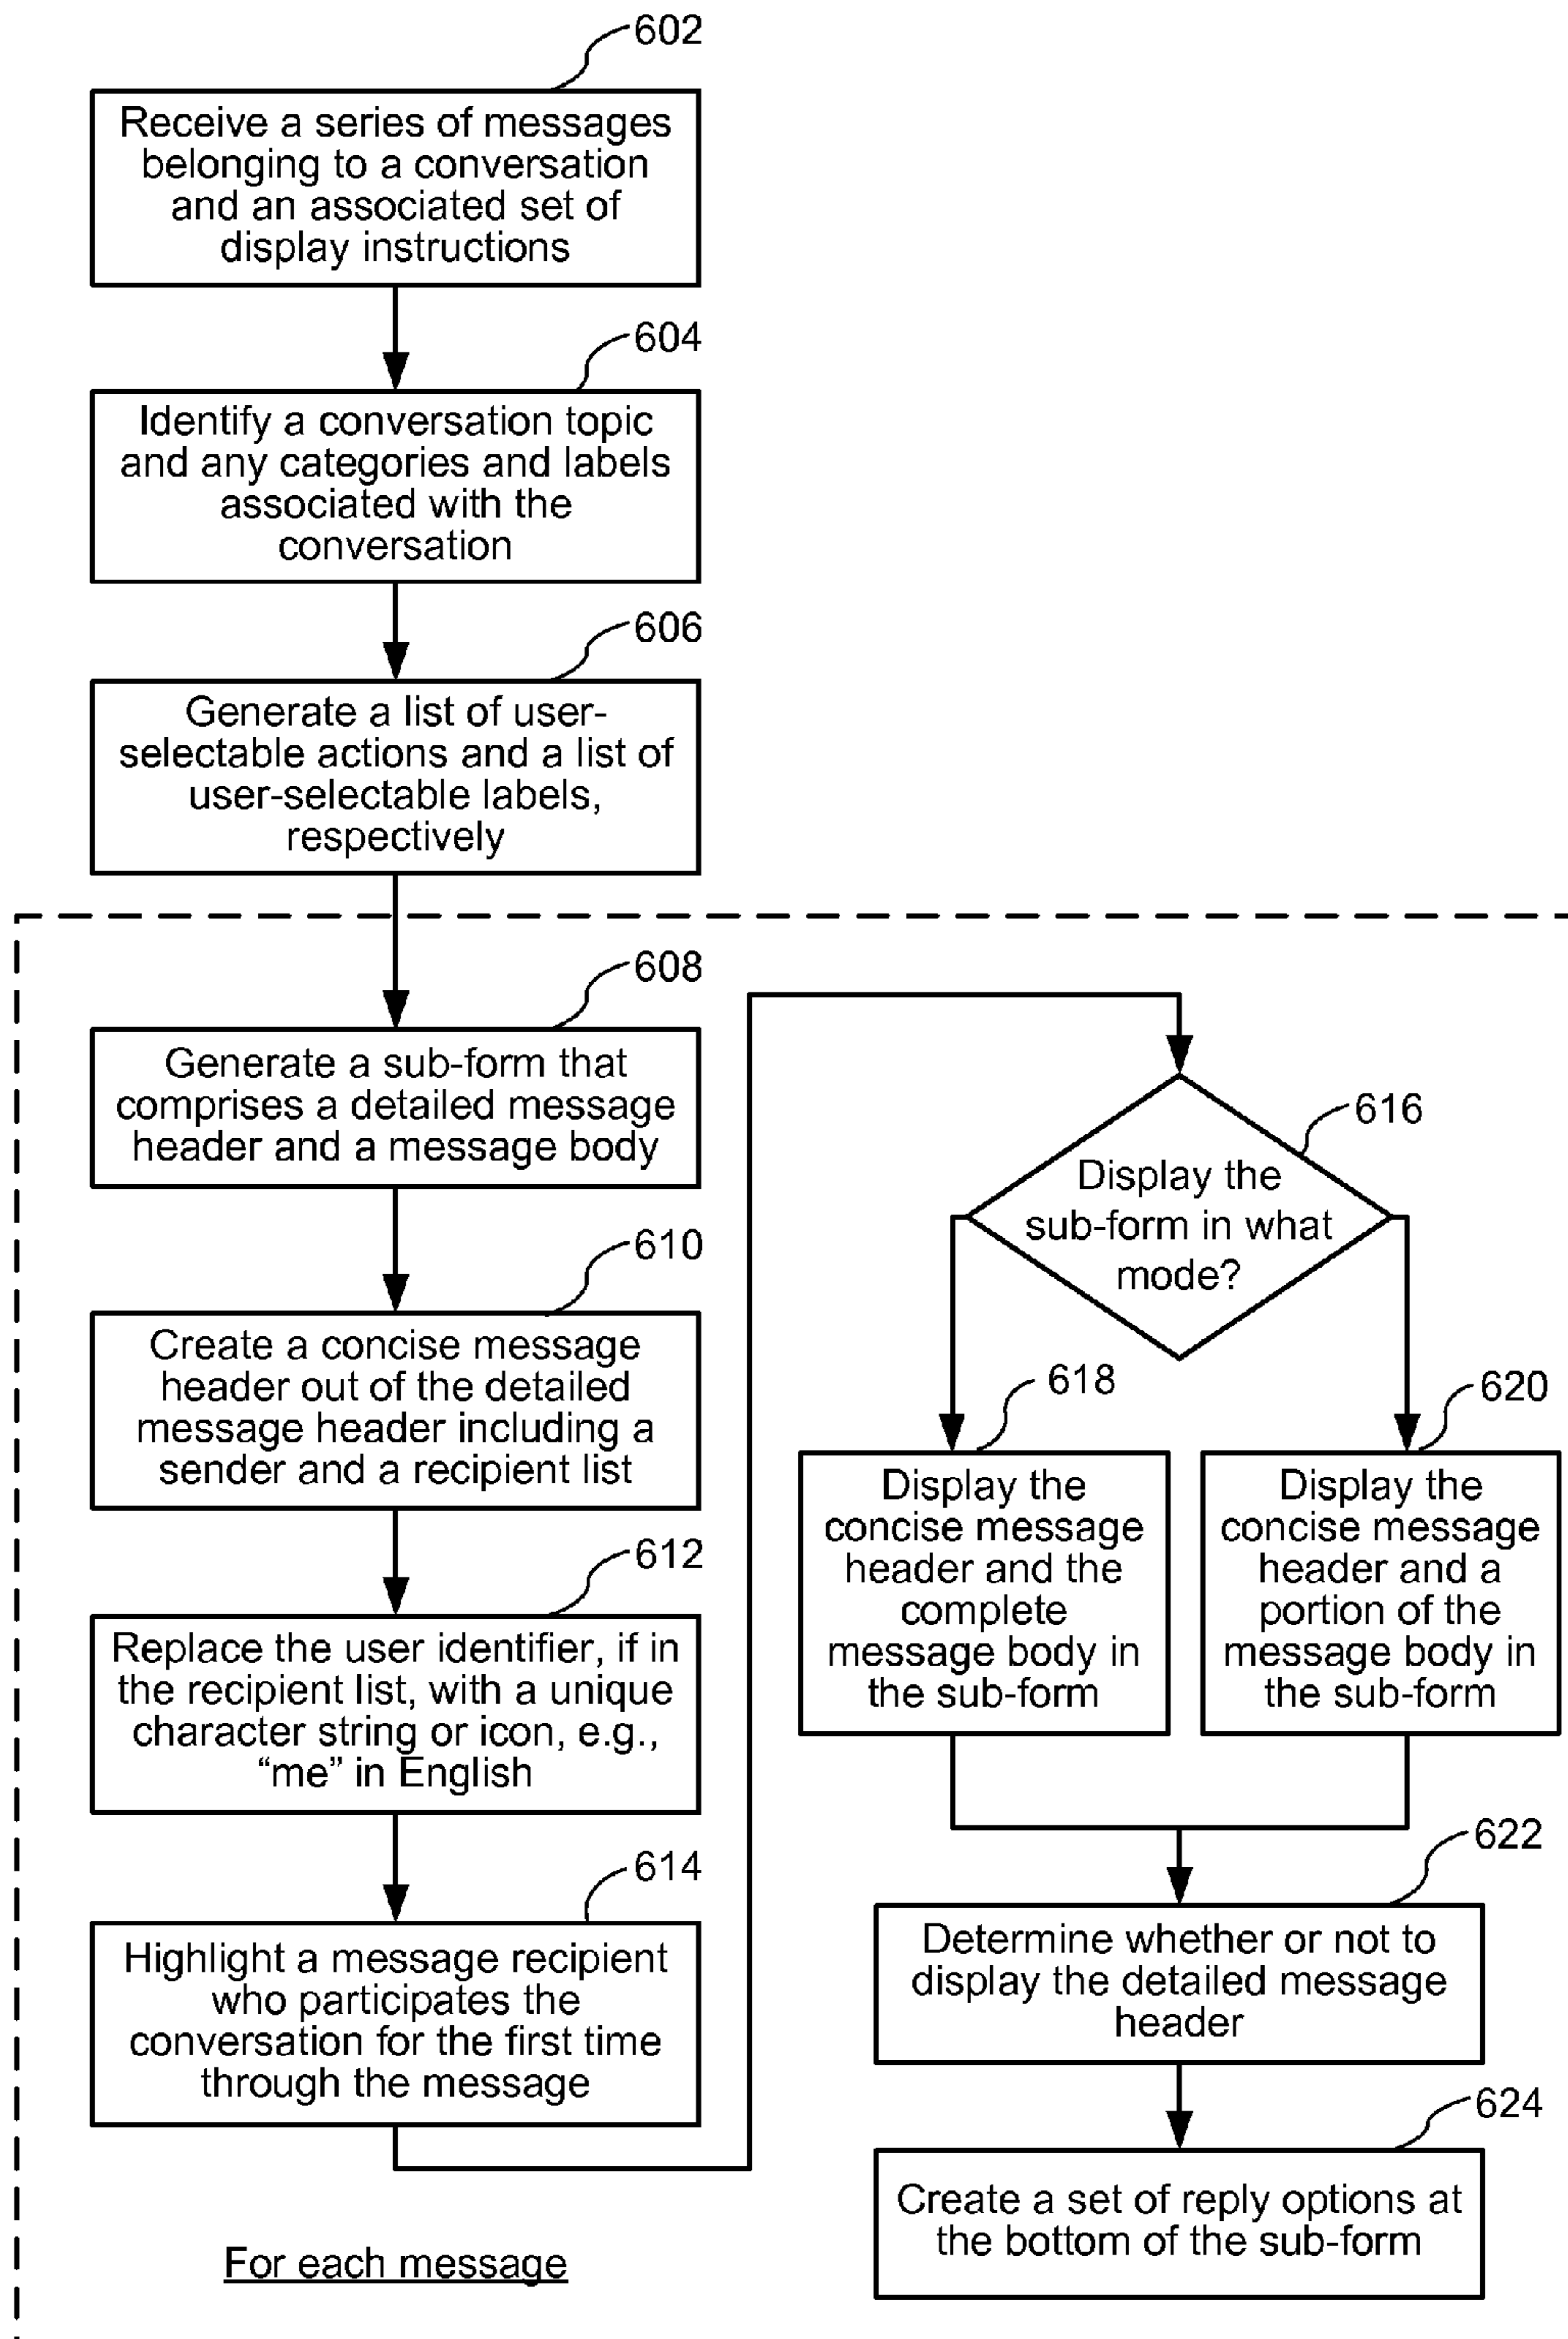 602
Receive a series of messages
belonging to a conversation
and an associated set of
display instructions
604
Identify a conversation topic
and any categories and labels
associated with the
conversation
606
Generate a list of user-
selectable actions and a list of
user-selectable labels,
respectively
608
Generate a sub-form that
comprises a detailed message
header and a message body
610
Create a concise message
header out of the detailed
message header including a
sender and a recipient list
612
Replace the user identifier, if in
the recipient list, with a unique
character string or icon, e.g.,
“me” in English
614
Highlight a message recipient
who participates the
conversation for the first time
through the message
For each message
616
Display the
sub-form in what
mode?
618
Display the
concise message
header and the
complete
message body in
the sub-form
620
Display the
concise message
header and a
portion of the
message body in
the sub-form
622
Determine whether or not to
display the detailed message
header
624
Create a set of reply options at
the bottom of the sub-form